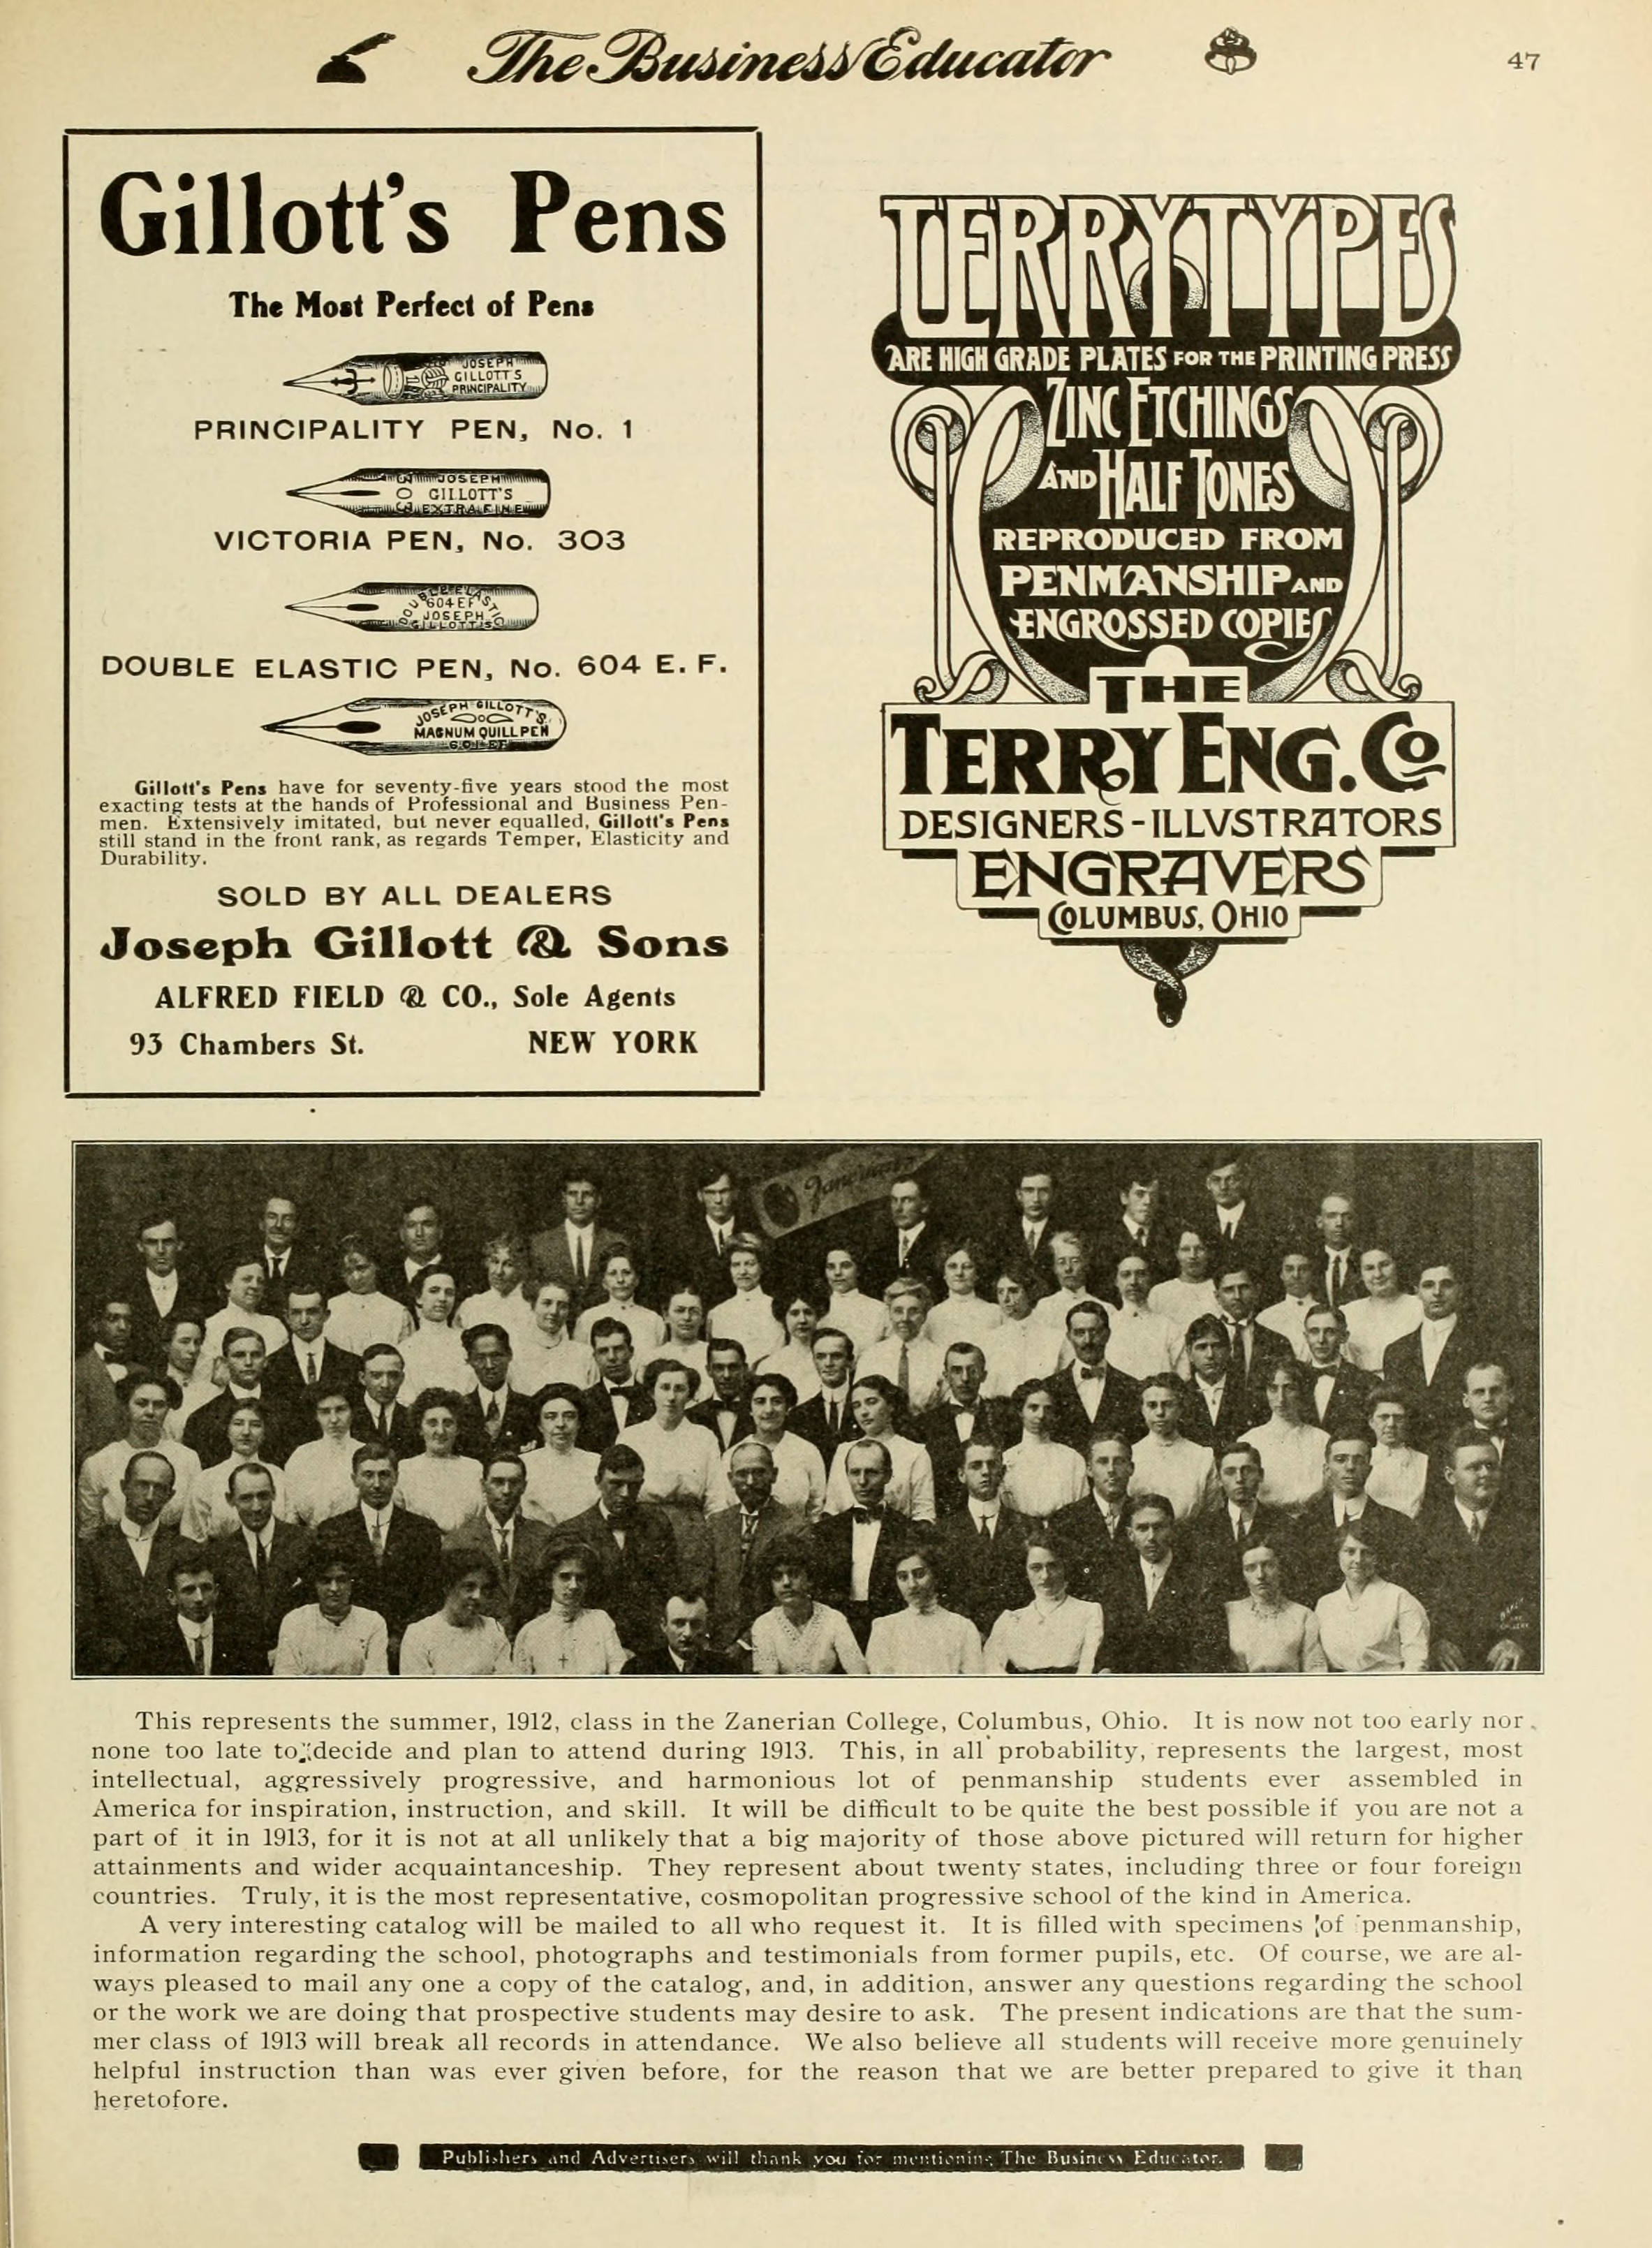 The Business Educator
47
Gillott's Pens
The Most Perfect of Pens
JOSEPH
GILLOTT'S
PRINCIPALITY
PRINCIPALITY PEN, No. 1
303
JOSEPH
GILLOTT'S
EXTRA FINE
VICTORIA PEN, No. 303
DOUBLE ELASTIC
604 EF
JOSEPH
GILLOTT'S
DOUBLE ELASTIC PEN, No. 604 E. F.
JOSEPH GILLOTT'S
MAGNUM QUILL PEN
601 EF
Gillott's Pens have for seventy-five years stood the most
exacting tests at the hands of Professional and Business Pen-
men. Extensively imitated, but never equalled, Gillott's Pens
still stand in the front rank, as regards Temper, Elasticity and
Durability.
SOLD BY ALL DEALERS
Joseph Gillott & Sons
ALFRED FIELD & CO., Sole Agents
93 Chambers St. NEW YORK
TERRYTYPES
ARE HIGH GRADE PLATES FOR THE PRINTING PRESS
ZINC ETCHINGS
AND HALF TONES
REPRODUCED FROM
PENMANSHIP AND
ENGROSSED COPIES
THE
TERRY ENG. CO
DESIGNERS-ILLVSTRATORS
ENGRAVERS
COLUMBUS, OHIO
Zanerian
This represents the summer, 1912, class in the Zanerian College, Columbus, Ohio. It is now not too early nor
none too late to decide and plan to attend during 1913. This, in all probability, represents the largest, most
intellectual, aggressively progressive, and harmonious lot of penmanship students ever assembled in
America for inspiration, instruction, and skill. It will be difficult to be quite the best possible if you are not a
part of it in 1913, for it is not at all unlikely that a big majority of those above pictured will return for higher
attainments and wider acquaintanceship. They represent about twenty states, including three or four foreign
countries. Truly, it is the most representative, cosmopolitan progressive school of the kind in America.
A very interesting catalog will be mailed to all who request it. It is filled with specimens of penmanship,
information regarding the school, photographs and testimonials from former pupils, etc. Of course, we are al-
ways pleased to mail any one a copy of the catalog, and, in addition, answer any questions regarding the school
or the work we are doing that prospective students may desire to ask. The present indications are that the sum-
mer class of 1913 will break all records in attendance. We also believe all students will receive more genuinely
helpful instruction than was ever given before, for the reason that we are better prepared to give it than
heretofore.
Publishers and Advertisers will thank you for mentioning The Business Educator.